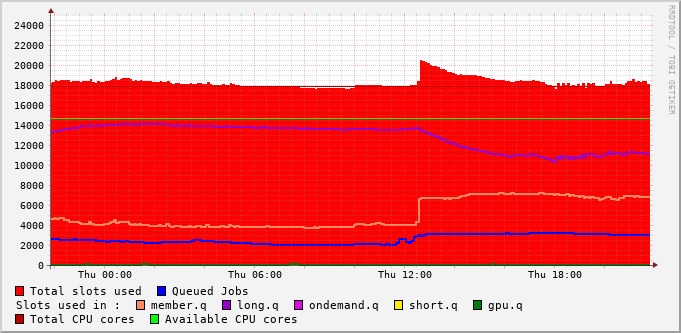 24000
22000
20000
18000
16000
14000
12000
10000
8000
6000
4000
2000
0
Thu 00:00 Thu 06:00 Thu 12:00 Thu 18:00
Total slots used Queued Jobs
Slots used in : member.q long.q ondemand.q short.q gpu.q
Total CPU cores Available CPU cores
RRDTOOL / TOBI OETIKER